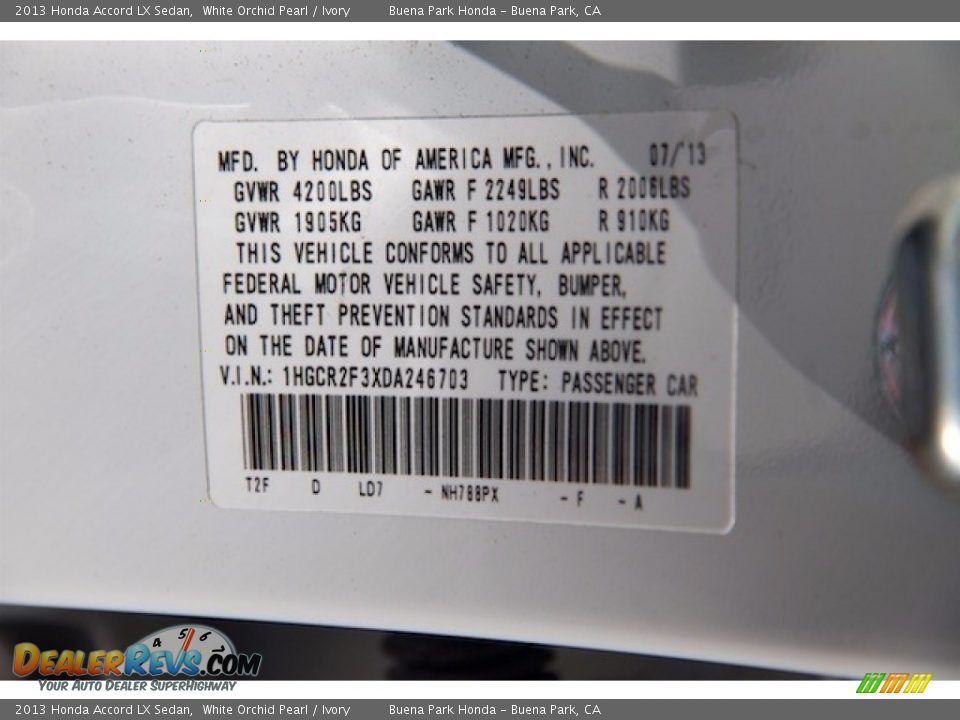 2013 Honda Accord LX Sedan, White Orchid Pearl / Ivory Buena Park Honda - Buena Park, CA
MFD. BY HONDA OF AMERICA MFG., INC. 07/13
GVWR 4200LBS GAWR F 2249LBS R 2006LBS
GVWR 1905KG GAWR F 1020KG R 910KG
THIS VEHICLE CONFORMS TO ALL APPLICABLE
FEDERAL MOTOR VEHICLE SAFETY, BUMPER,
AND THEFT PREVENTION STANDARDS IN EFFECT
ON THE DATE OF MANUFACTURE SHOWN ABOVE.
V.I.N.: 1HGCR2F3XDA246703 TYPE: PASSENGER CAR
T2F D LD7 - NH788PX - F - A
4 5 6
DEALERREVS.COM
YOUR AUTO DEALER SUPERHIGHWAY
2013 Honda Accord LX Sedan, White Orchid Pearl / Ivory Buena Park Honda - Buena Park, CA